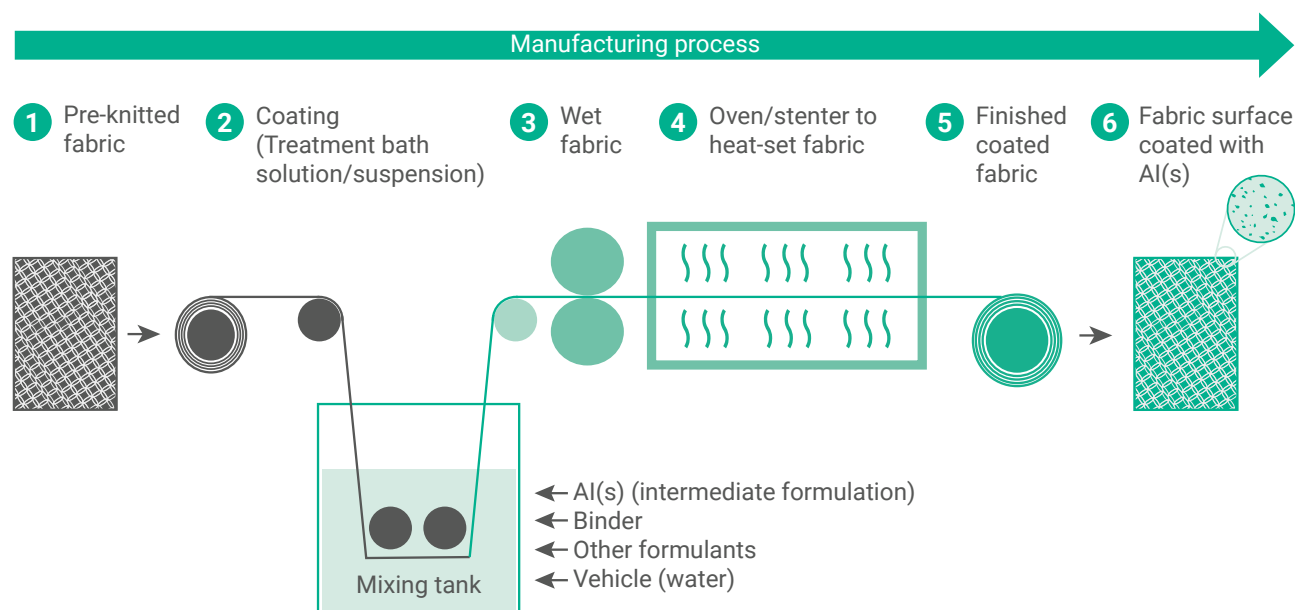 Manufacturing process
1 Pre-knitted
fabric
2 Coating
(Treatment bath
solution/suspension)
3 Wet
fabric
4 Oven/stenter to
heat-set fabric
5 Finished
coated
fabric
6 Fabric surface
coated with
AI(s)
AI(s) (intermediate formulation)
Binder
Other formulants
Vehicle (water)
Mixing tank